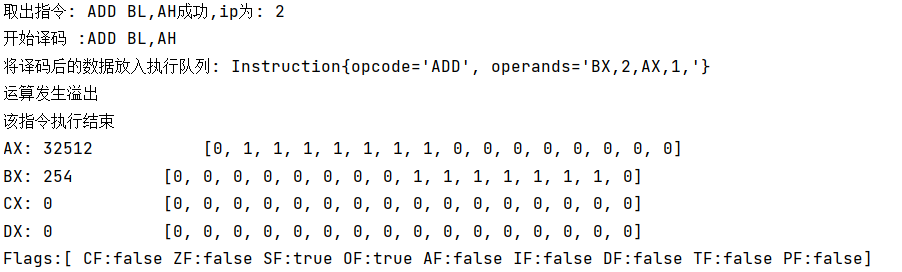 取出指令: ADD BL,AH成功,ip为: 2
开始译码 :ADD BL,AH
将译码后的数据放入执行队列: Instruction{opcode='ADD', operands='BX,2,AX,1,'}
运算发生溢出
该指令执行结束
AX: 32512 [0, 1, 1, 1, 1, 1, 1, 1, 0, 0, 0, 0, 0, 0, 0, 0]
BX: 254 [0, 0, 0, 0, 0, 0, 0, 0, 1, 1, 1, 1, 1, 1, 1, 0]
CX: 0 [0, 0, 0, 0, 0, 0, 0, 0, 0, 0, 0, 0, 0, 0, 0, 0]
DX: 0 [0, 0, 0, 0, 0, 0, 0, 0, 0, 0, 0, 0, 0, 0, 0, 0]
Flags:[ CF:false ZF:false SF:true OF:true AF:false IF:false DF:false TF:false PF:false]